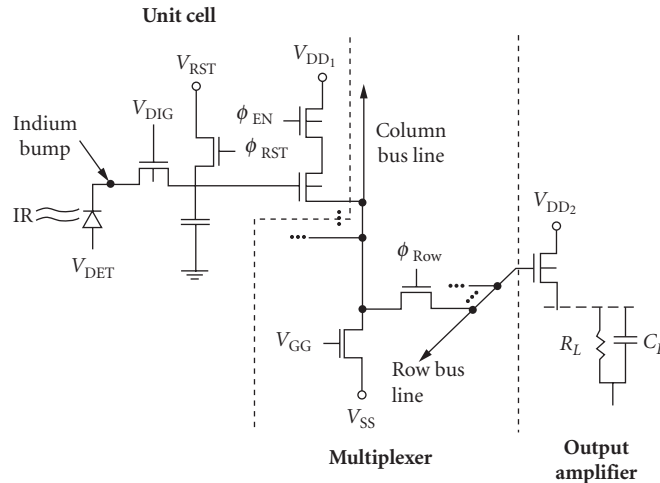 Unit cell
V_RST
V_DD₁
V_DIG
ϕ_EN
Indium
bump
ϕ_RST
Column
bus line
IR
V_DET
V_DD₂
ϕ_Row
V_GG
Row bus
line
R_L
V_SS
Multiplexer
Output
amplifier